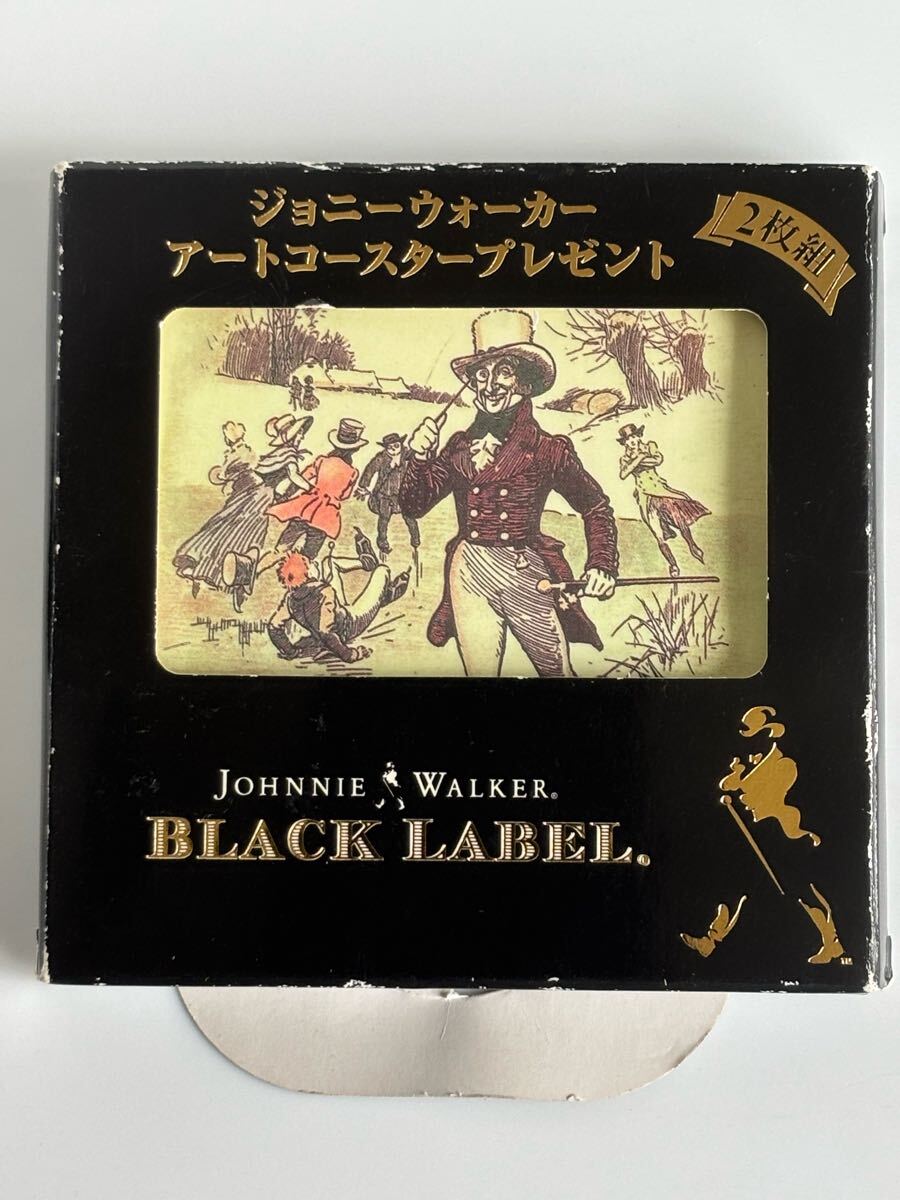 ジョニーウォーカー
アートコースタープレゼント
2枚組
JOHNNIE WALKER®
BLACK LABEL®
TM